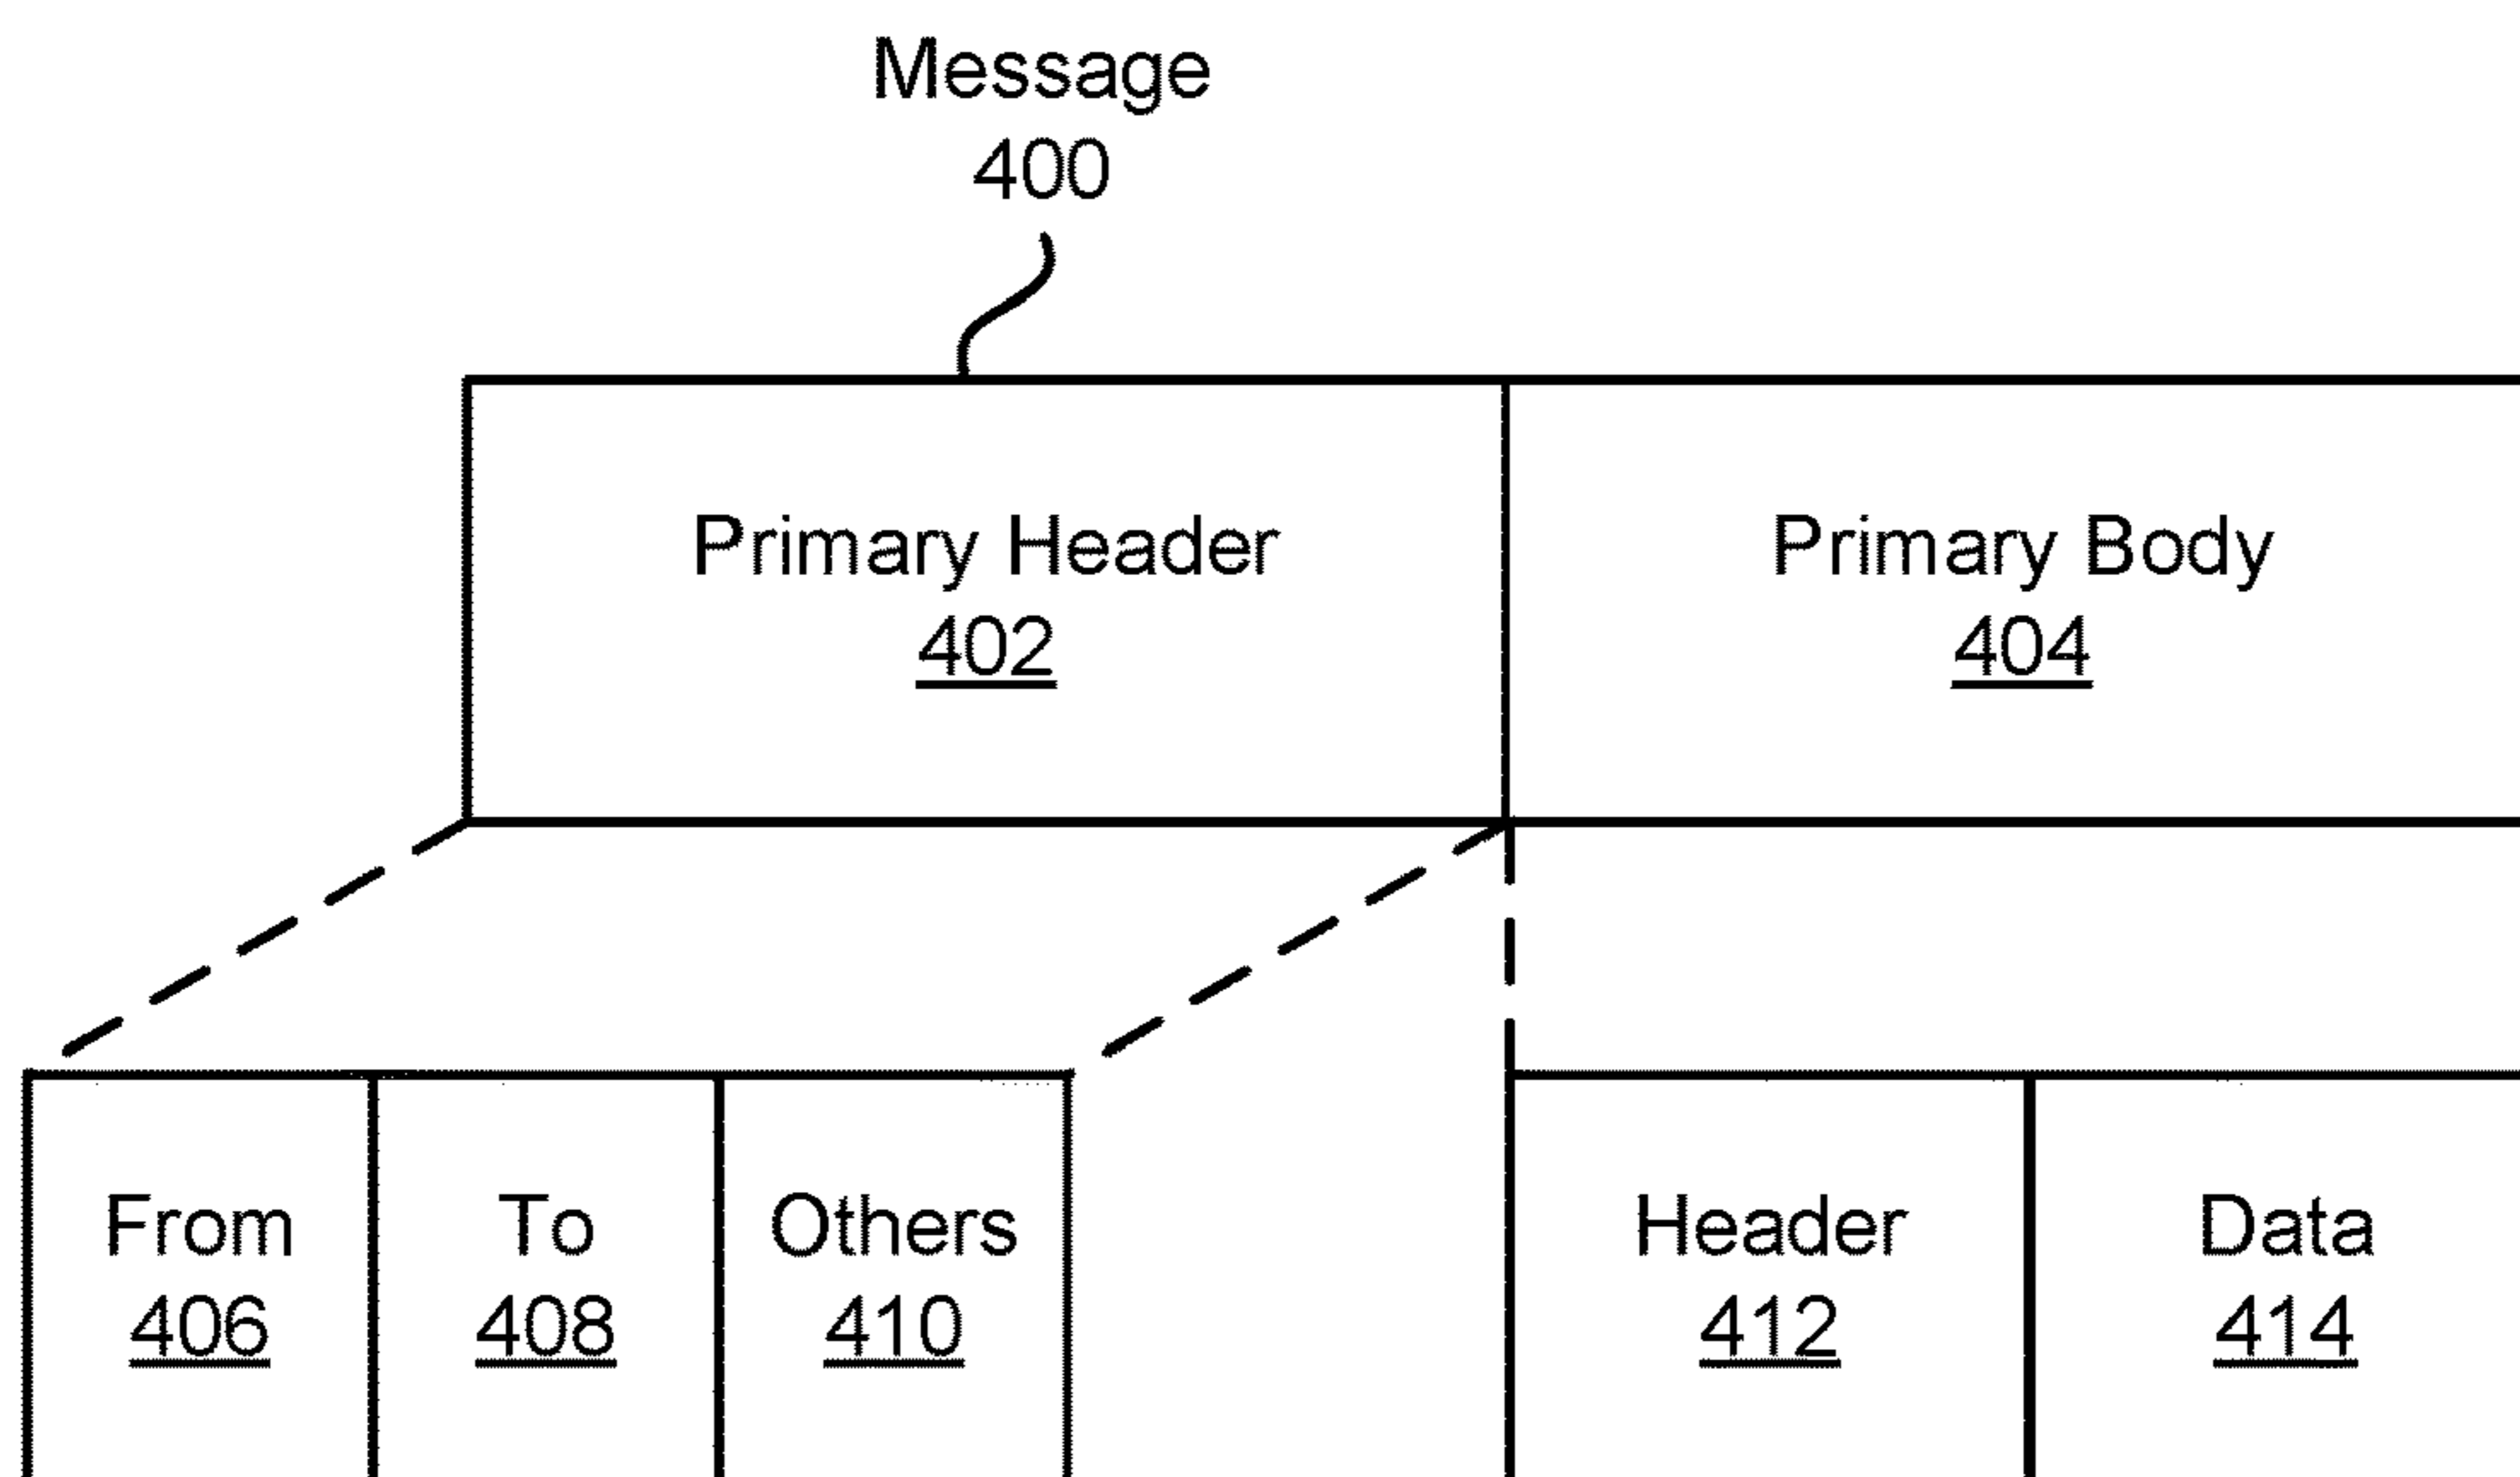 Message
400
Primary Header
402
Primary Body
404
From
406
To
408
Others
410
Header
412
Data
414